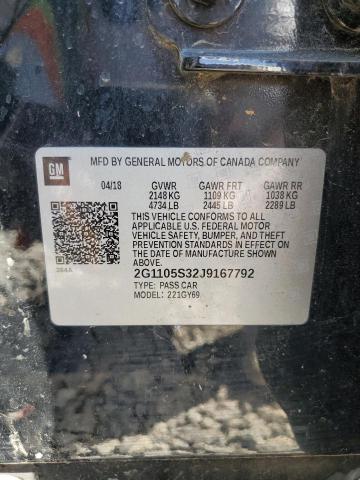 GM
MFD BY GENERAL MOTORS OF CANADA COMPANY
04/18 GVWR GAWR FRT GAWR RR
2148 KG 1109 KG 1038 KG
4734 LB 2445 LB 2289 LB
THIS VEHICLE CONFORMS TO ALL
APPLICABLE U.S. FEDERAL MOTOR
VEHICLE SAFETY, BUMPER, AND THEFT
PREVENTION STANDARDS IN EFFECT ON
THE DATE OF MANUFACTURE SHOWN
ABOVE.
2G1105S32J9167792
TYPE: PASS CAR
MODEL: 221GY69